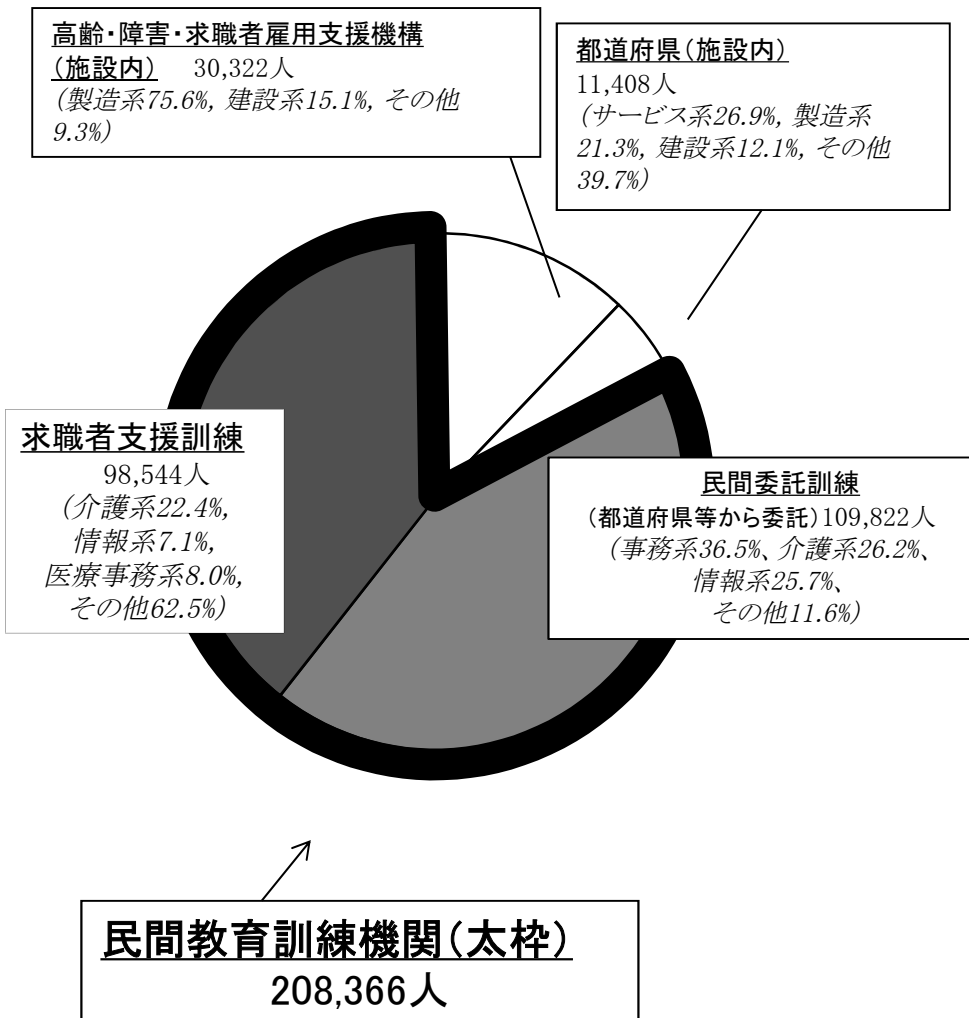 高齢・障害・求職者雇用支援機構
(施設内) 30,322人
(製造系75.6%, 建設系15.1%, その他
9.3%)
都道府県(施設内)
11,408人
(サービス系26.9%, 製造系
21.3%, 建設系12.1%, その他
39.7%)
求職者支援訓練
98,544人
(介護系22.4%,
情報系7.1%,
医療事務系8.0%,
その他62.5%)
民間委託訓練
(都道府県等から委託)109,822人
(事務系36.5%、介護系26.2%、
情報系25.7%、
その他11.6%)
民間教育訓練機関(太枠)
208,366人